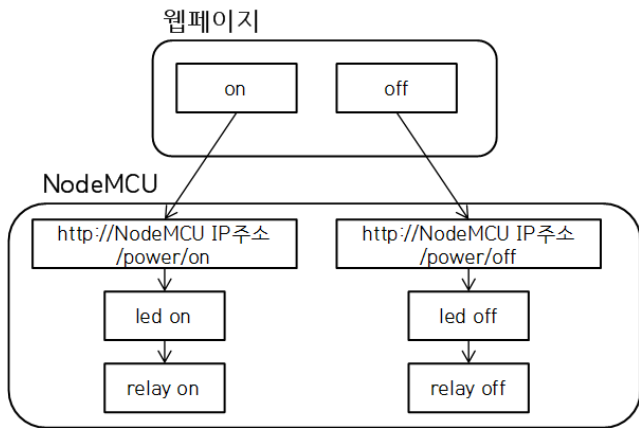 웹페이지
on
off
NodeMCU
http://NodeMCU IP주소
/power/on
http://NodeMCU IP주소
/power/off
led on
led off
relay on
relay off